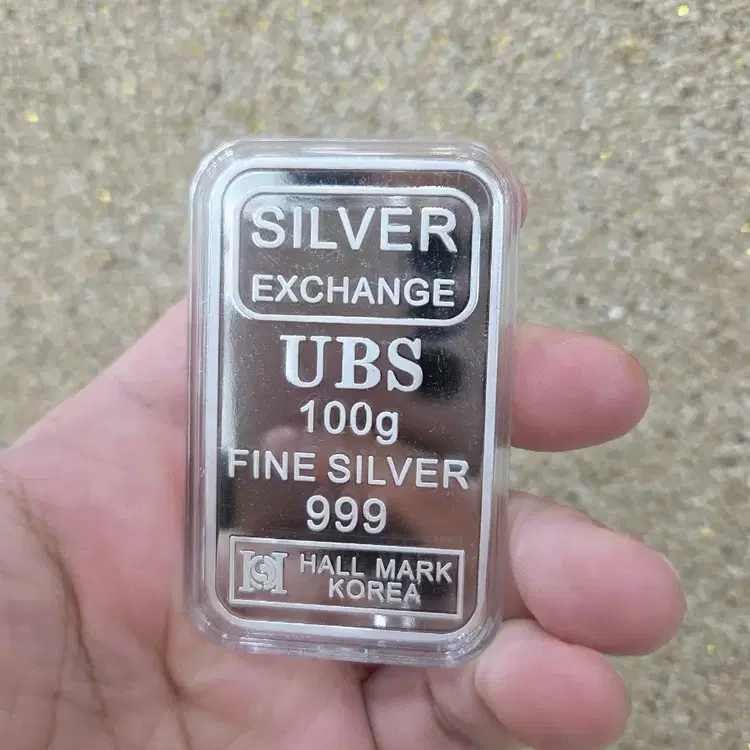 SILVER
EXCHANGE
UBS
100g
FINE SILVER
999
HALL MARK
KOREA